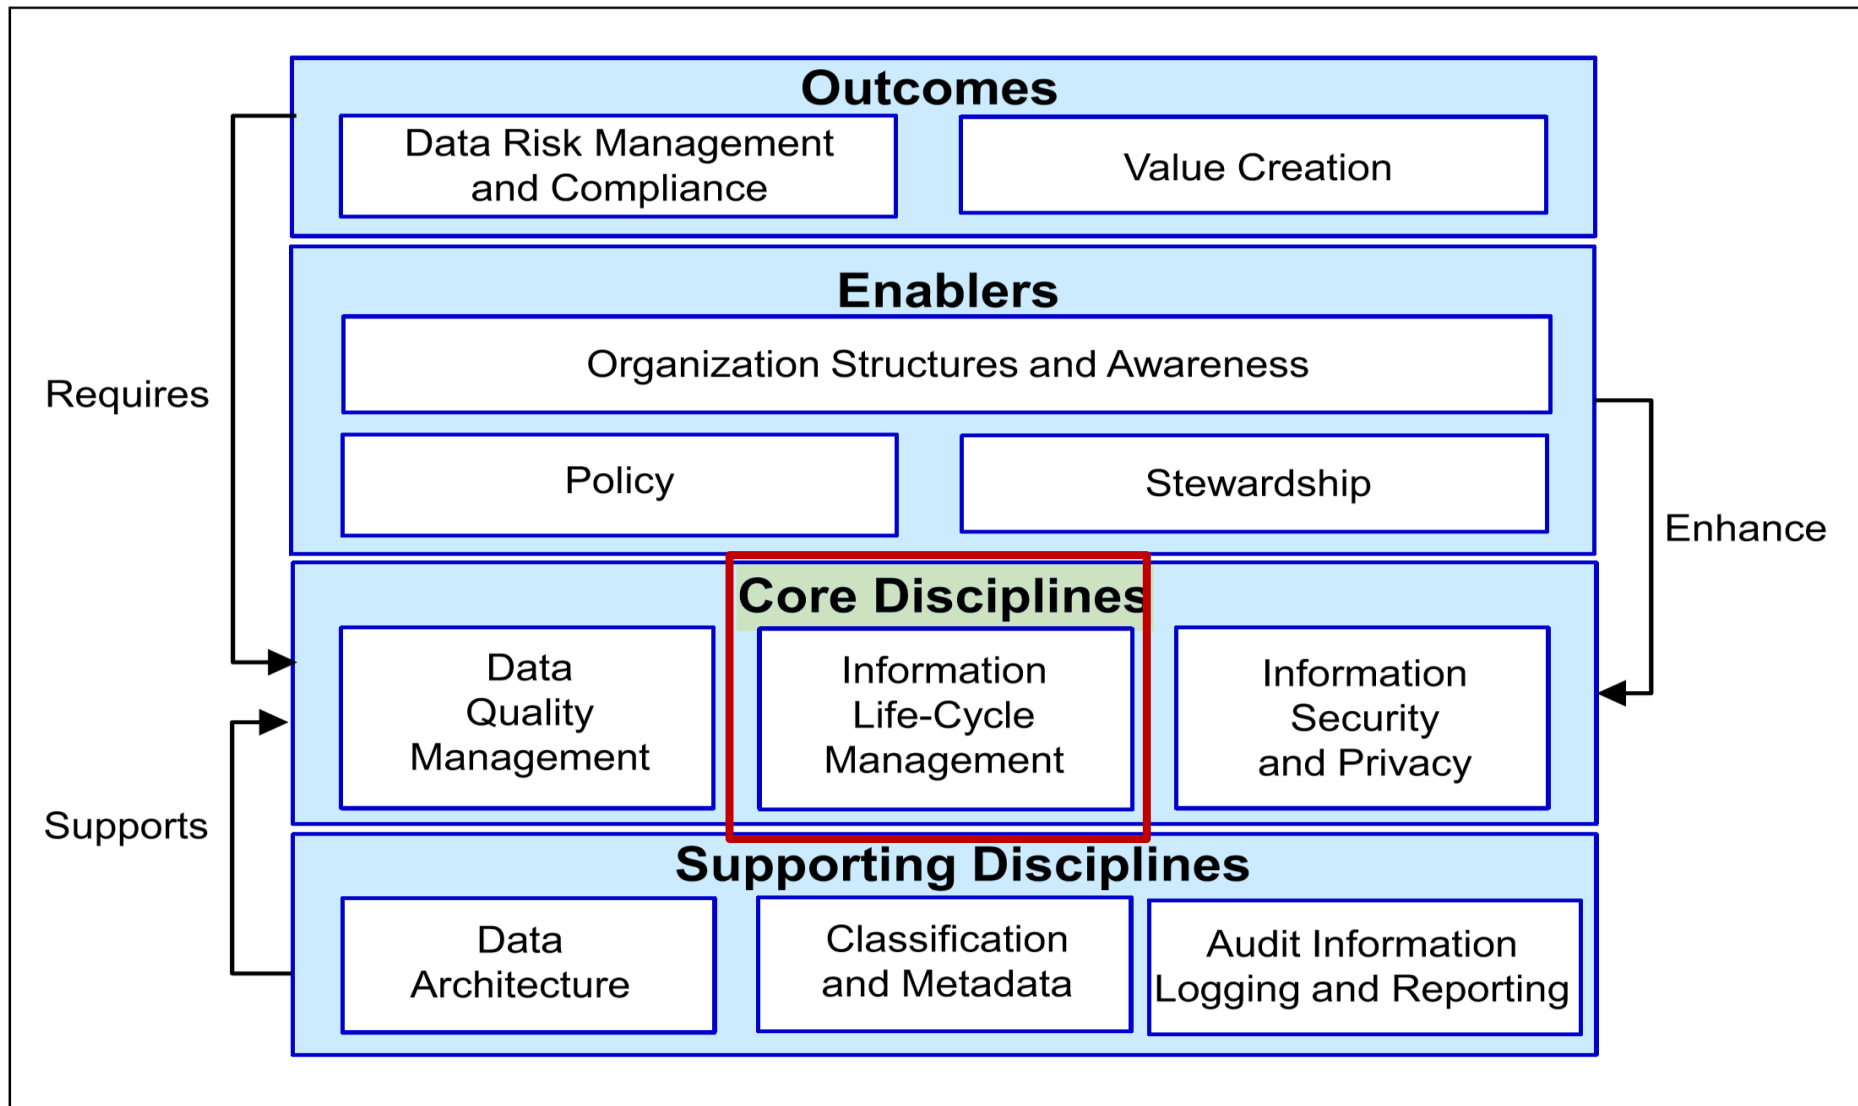 Outcomes
Data Risk Management
and Compliance
Value Creation
Enablers
Organization Structures and Awareness
Requires
Policy
Stewardship
Enhance
Core Disciplines
Data
Quality
Management
Information
Life-Cycle
Management
Information
Security
and Privacy
Supports
Supporting Disciplines
Data
Architecture
Classification
and Metadata
Audit Information
Logging and Reporting